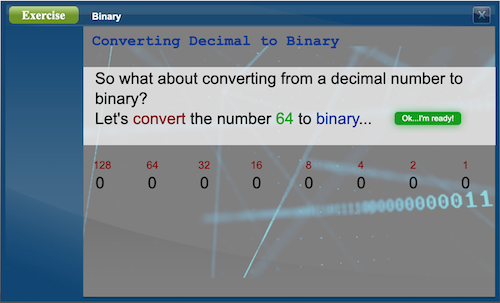 Exercise
Binary
X
Converting Decimal to Binary
So what about converting from a decimal number to
binary?
Let's convert the number 64 to binary...
Ok...I'm ready!
128 64 32 16 8 4 2 1
0 0 0 0 0 0 0 0